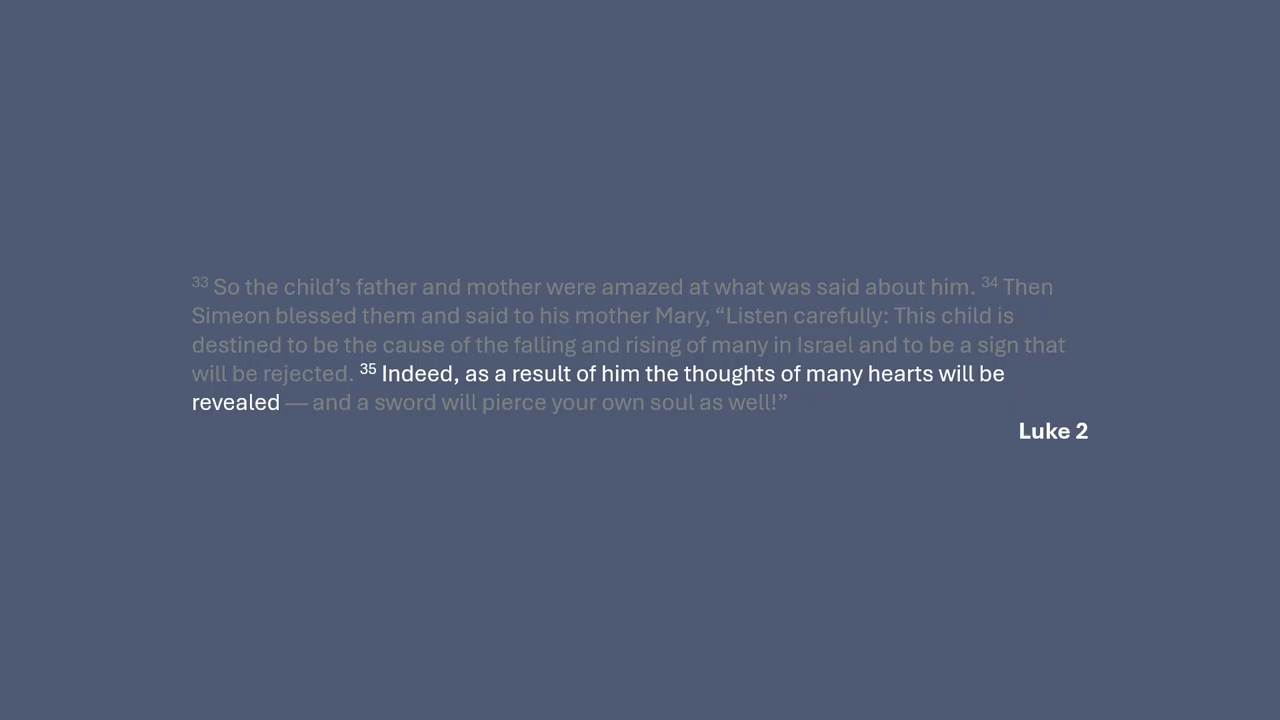 ³³ So the child’s father and mother were amazed at what was said about him. ³⁴ Then
Simeon blessed them and said to his mother Mary, “Listen carefully: This child is
destined to be the cause of the falling and rising of many in Israel and to be a sign that
will be rejected. ³⁵ Indeed, as a result of him the thoughts of many hearts will be
revealed — and a sword will pierce your own soul as well!”
Luke 2